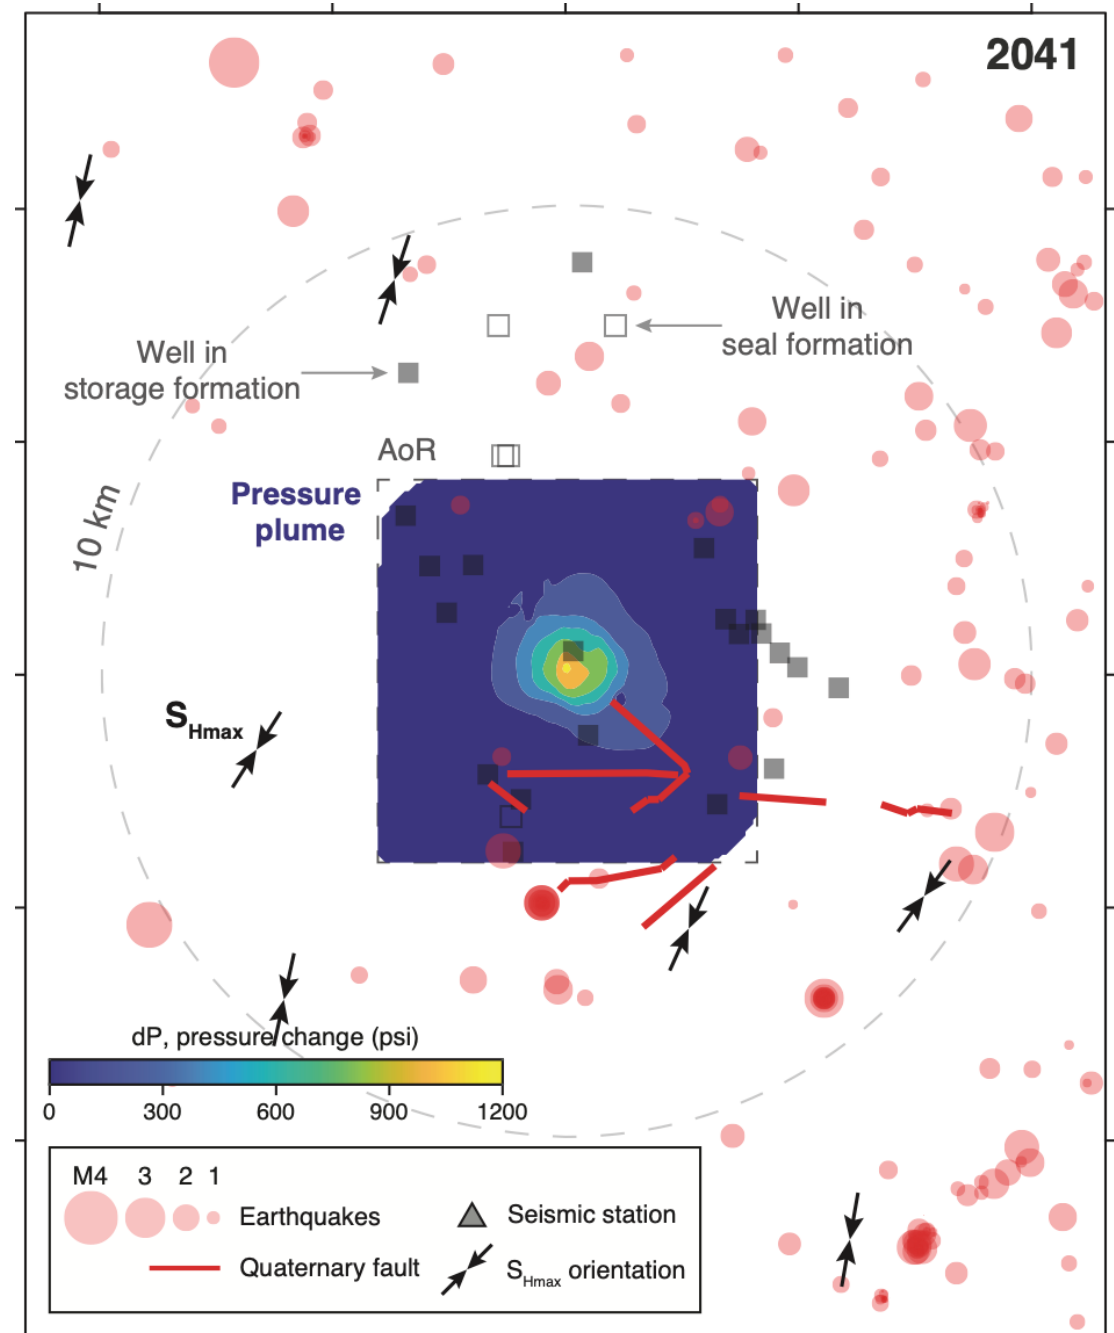 2041
Well in
seal formation
Well in
storage formation
AoR
Pressure
plume
10 km
SHmax
dP, pressure change (psi)
0 300 600 900 1200
M4 3 2 1
Earthquakes
Seismic station
Quaternary fault
SHmax orientation